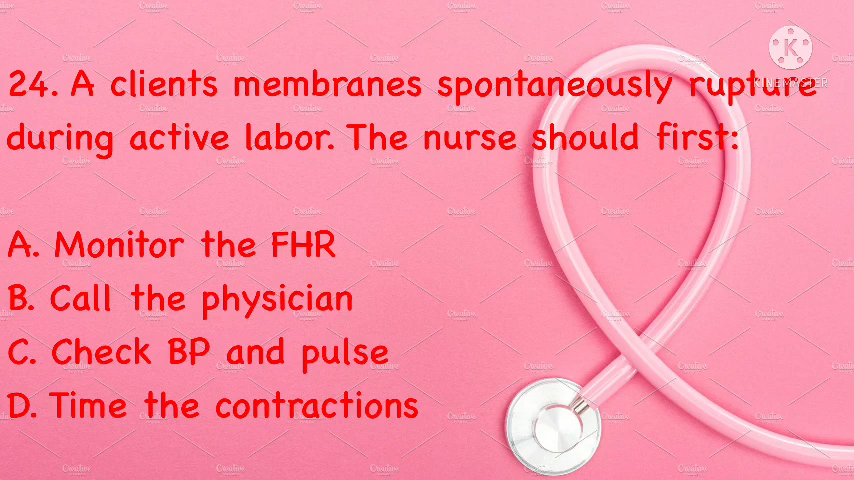 KINEMASTER
24. A clients membranes spontaneously rupture
during active labor. The nurse should first:
A. Monitor the FHR
B. Call the physician
C. Check BP and pulse
D. Time the contractions